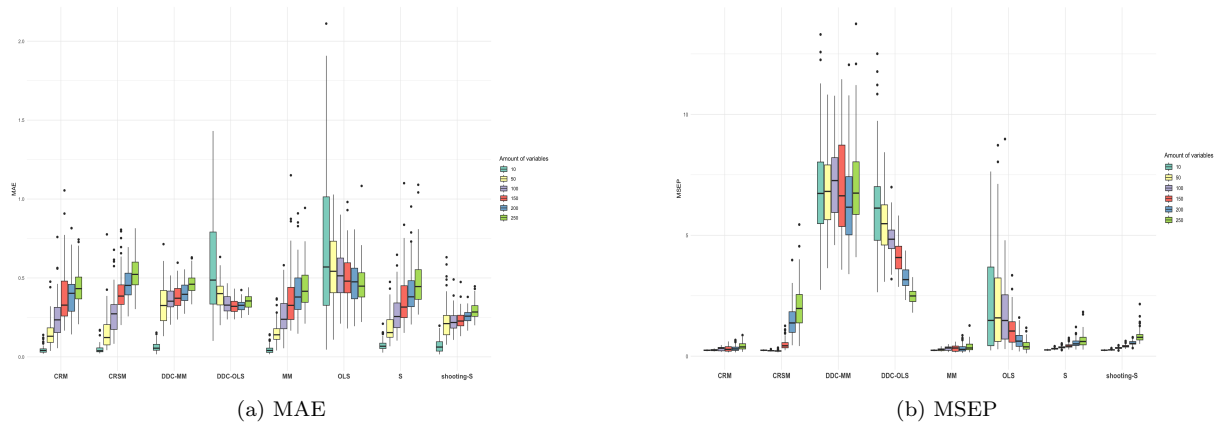 2.0
1.5
1.0
0.5
0.0
MAE
CRM CRSM DDC-MM DDC-OLS MM OLS S shooting-S
Amount of variables
10
50
100
150
200
250
(a) MAE
10
5
0
MSEP
CRM CRSM DDC-MM DDC-OLS MM OLS S shooting-S
Amount of variables
10
50
100
150
200
250
(b) MSEP